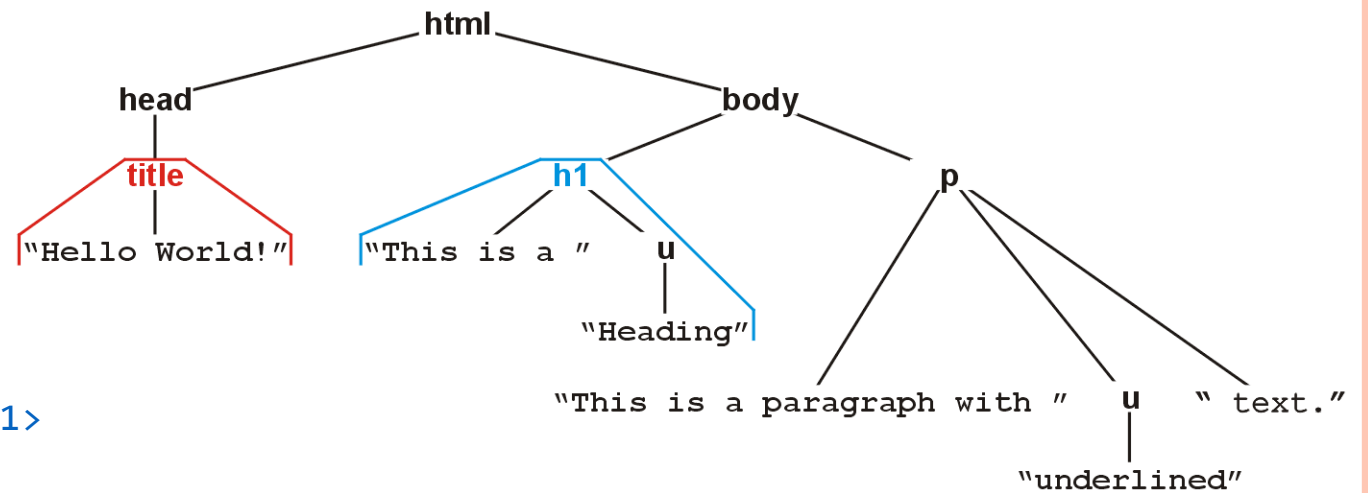 html
head body
title h1 p
“Hello World!” “This is a ” u
“Heading”
1> “This is a paragraph with ” u “ text.”
“underlined”